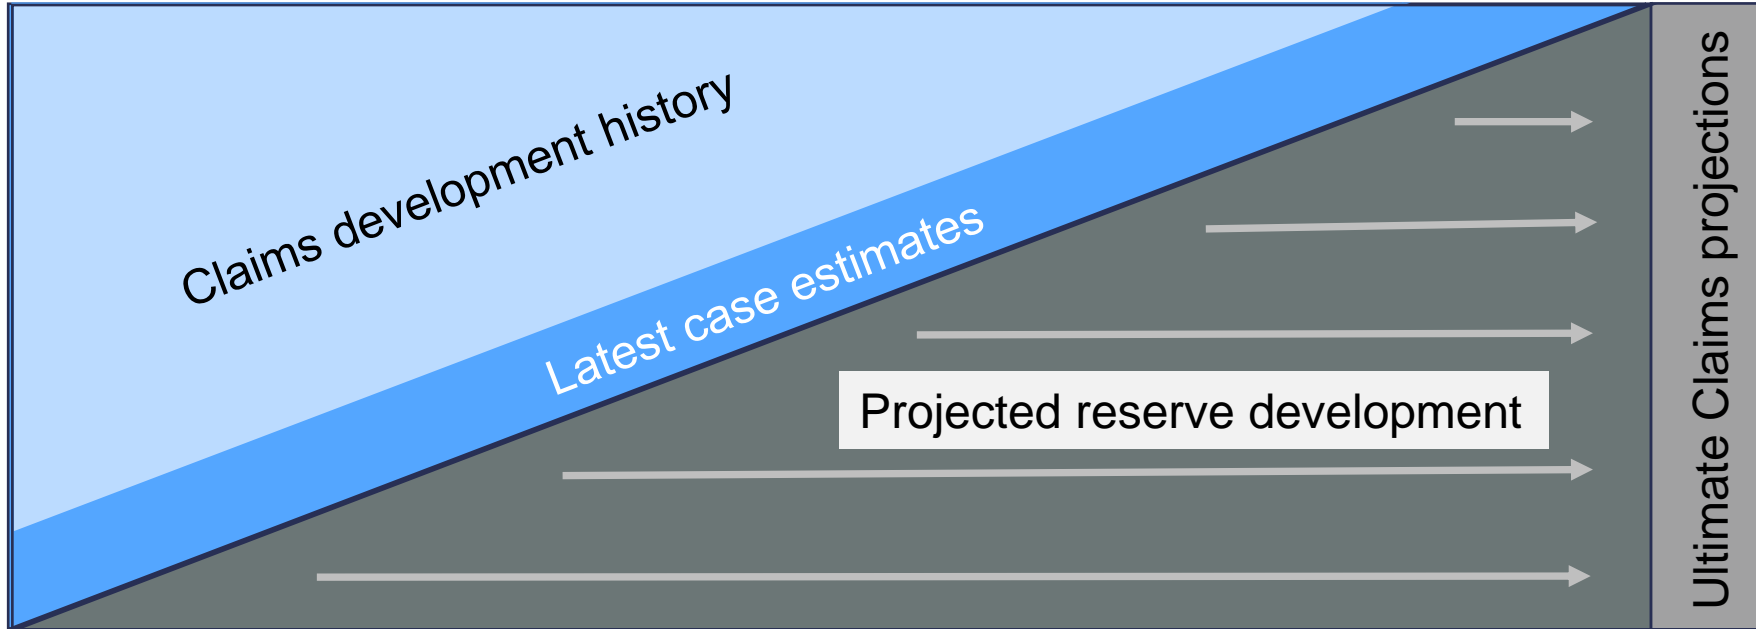 Claims development history
Latest case estimates
Projected reserve development
Ultimate Claims projections